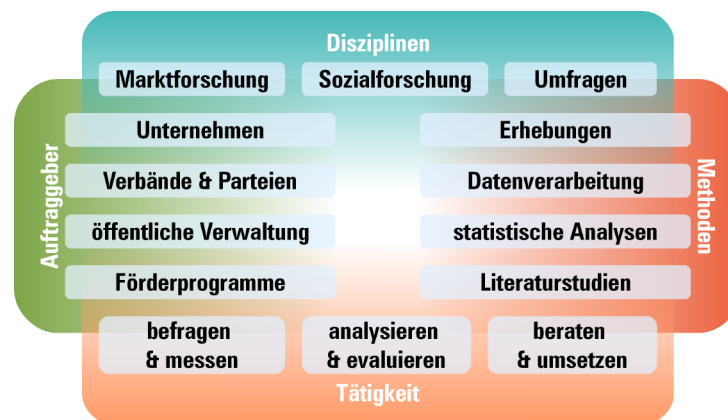 Disziplinen
Marktforschung
Sozialforschung
Umfragen
Auftraggeber
Unternehmen
Verbände & Parteien
öffentliche Verwaltung
Förderprogramme
Erhebungen
Datenverarbeitung
statistische Analysen
Literaturstudien
Methoden
befragen
& messen
analysieren
& evaluieren
beraten
& umsetzen
Tätigkeit